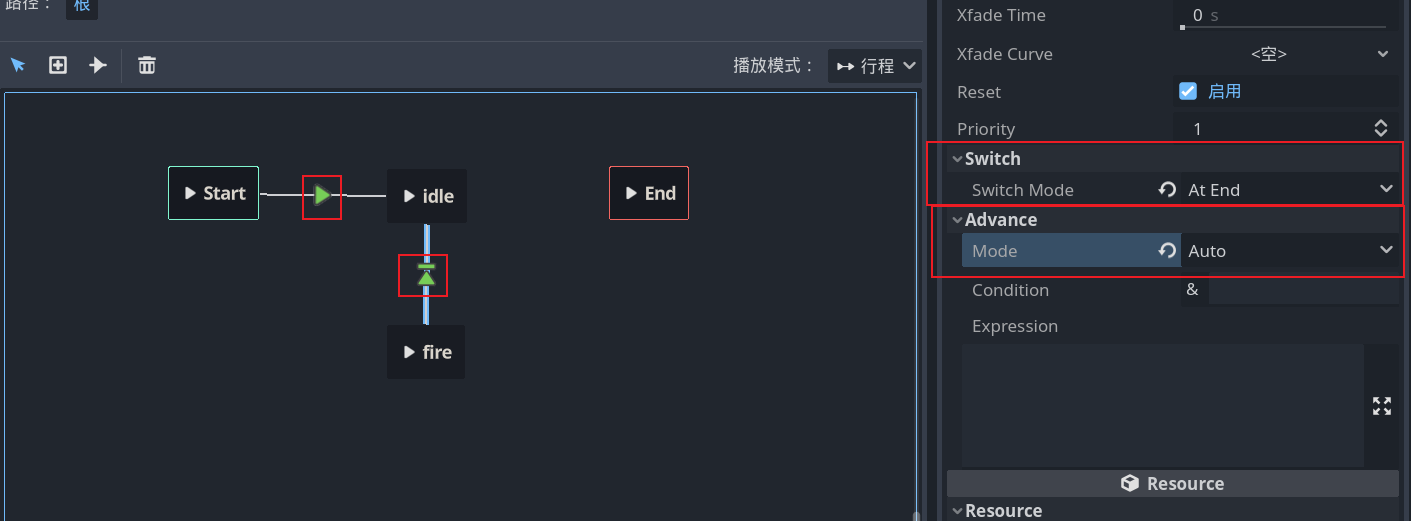 路径： 根
播放模式： 行程
Start
idle
End
fire
Xfade Time 0 s
Xfade Curve <空>
Reset 启用
Priority 1
Switch
Switch Mode At End
Advance
Mode Auto
Condition &
Expression
Resource
Resource